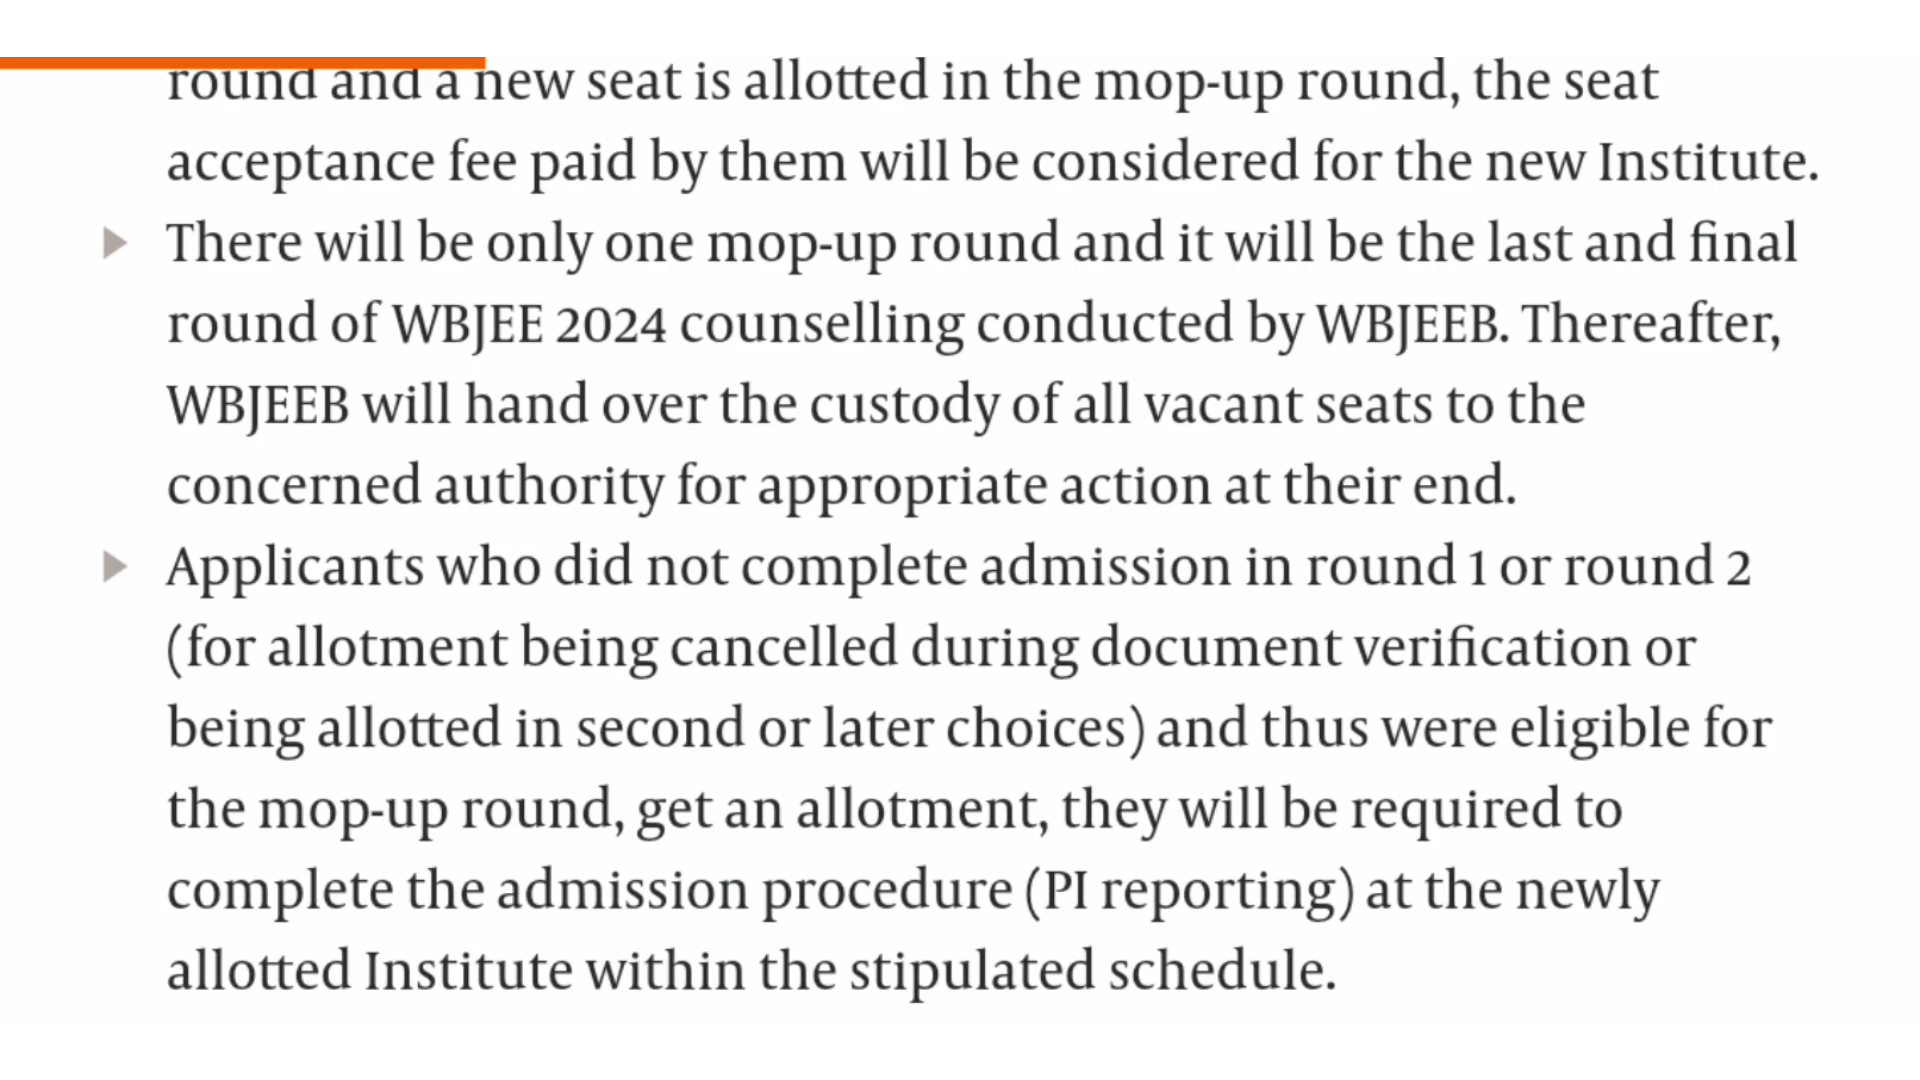 round and a new seat is allotted in the mop-up round, the seat
acceptance fee paid by them will be considered for the new Institute.
There will be only one mop-up round and it will be the last and final
round of WBJEE 2024 counselling conducted by WBJEEB. Thereafter,
WBJEEB will hand over the custody of all vacant seats to the
concerned authority for appropriate action at their end.
Applicants who did not complete admission in round 1 or round 2
(for allotment being cancelled during document verification or
being allotted in second or later choices) and thus were eligible for
the mop-up round, get an allotment, they will be required to
complete the admission procedure (PI reporting) at the newly
allotted Institute within the stipulated schedule.